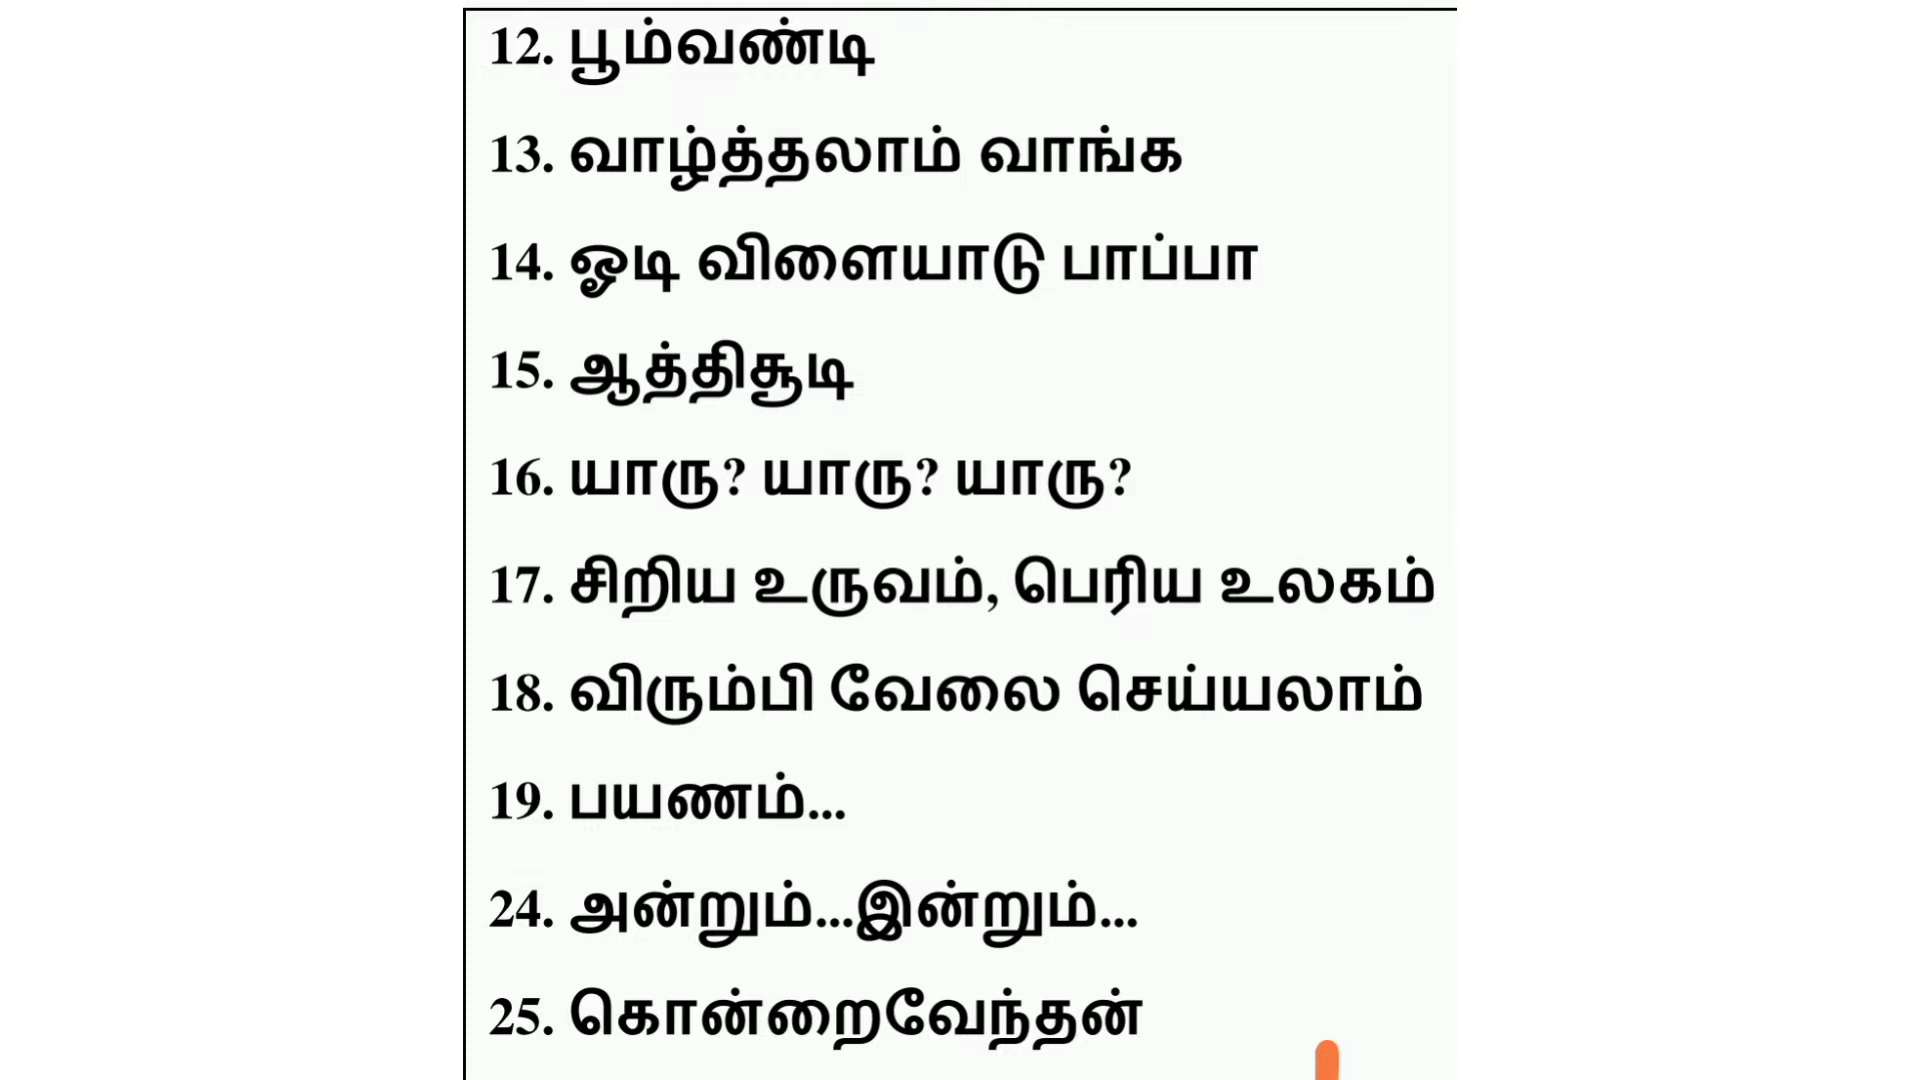 12. பூம்வண்டி
13. வாழ்த்தலாம் வாங்க
14. ஓடி விளையாடு பாப்பா
15. ஆத்திசூடி
16. யாரு? யாரு? யாரு?
17. சிறிய உருவம், பெரிய உலகம்
18. விரும்பி வேலை செய்யலாம்
19. பயணம்...
24. அன்றும்...இன்றும்...
25. கொன்றைவேந்தன்